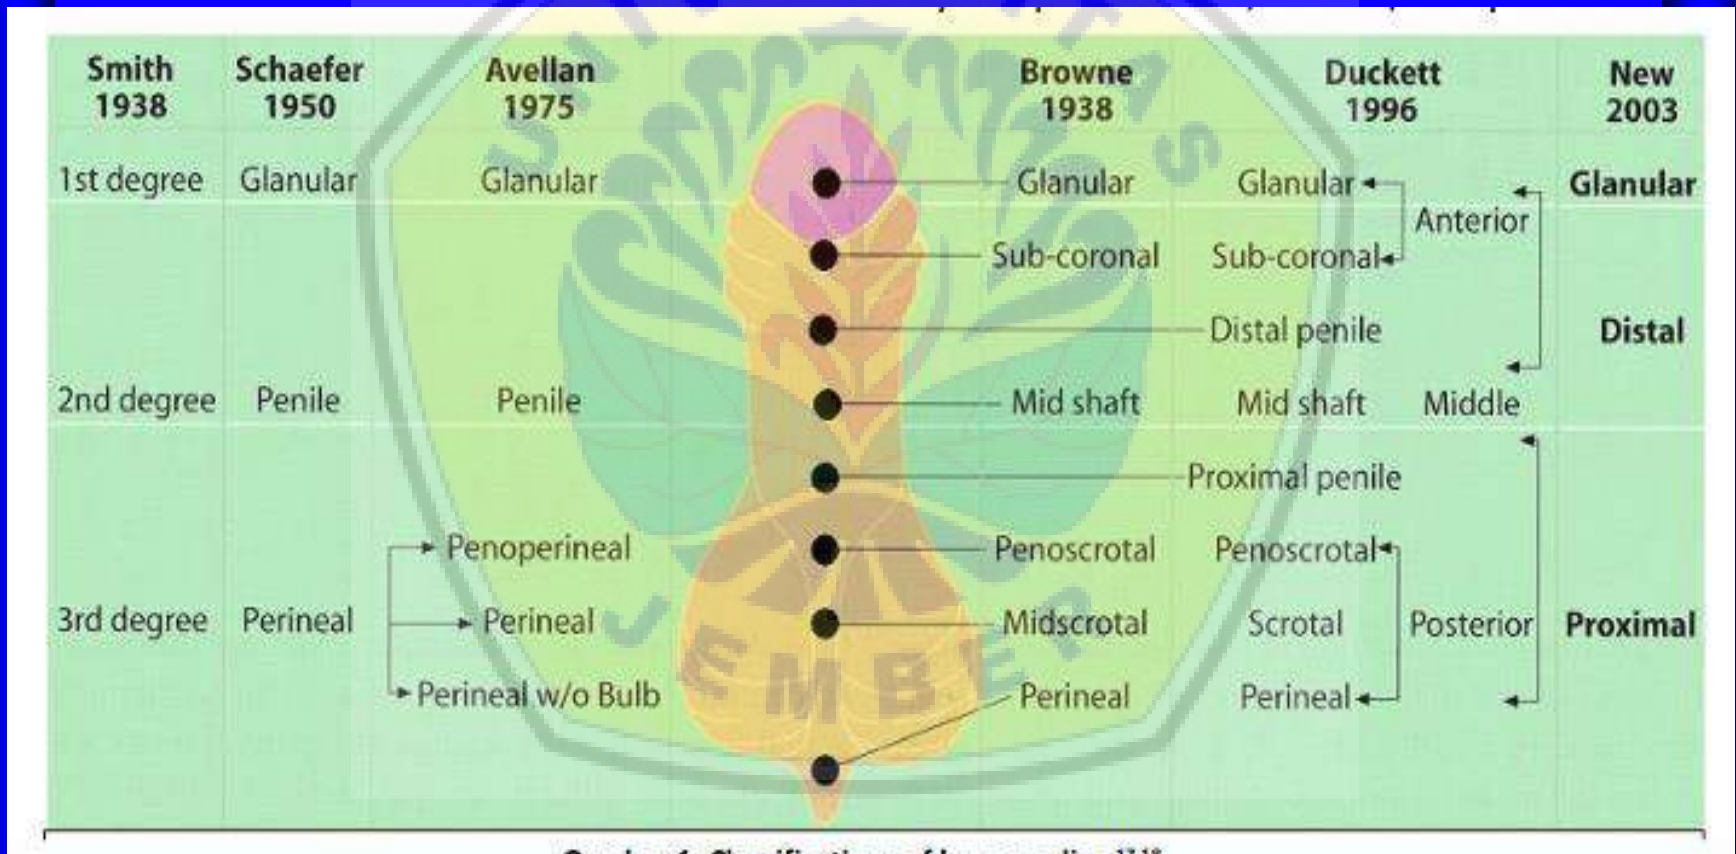 Smith 1938
Schaefer 1950
Avellan 1975
Browne 1938
Duckett 1996
New 2003
1st degree Glanular Glanular Glanular Glanular Glanular
Anterior
Sub-coronal Sub-coronal
Distal penile Distal
2nd degree Penile Penile Mid shaft Mid shaft Middle
Proximal penile
Penoperineal Penoscrotal Penoscrotal
3rd degree Perineal Perineal Midscrotal Scrotal Posterior Proximal
Perineal w/o Bulb Perineal Perineal
JEMBER